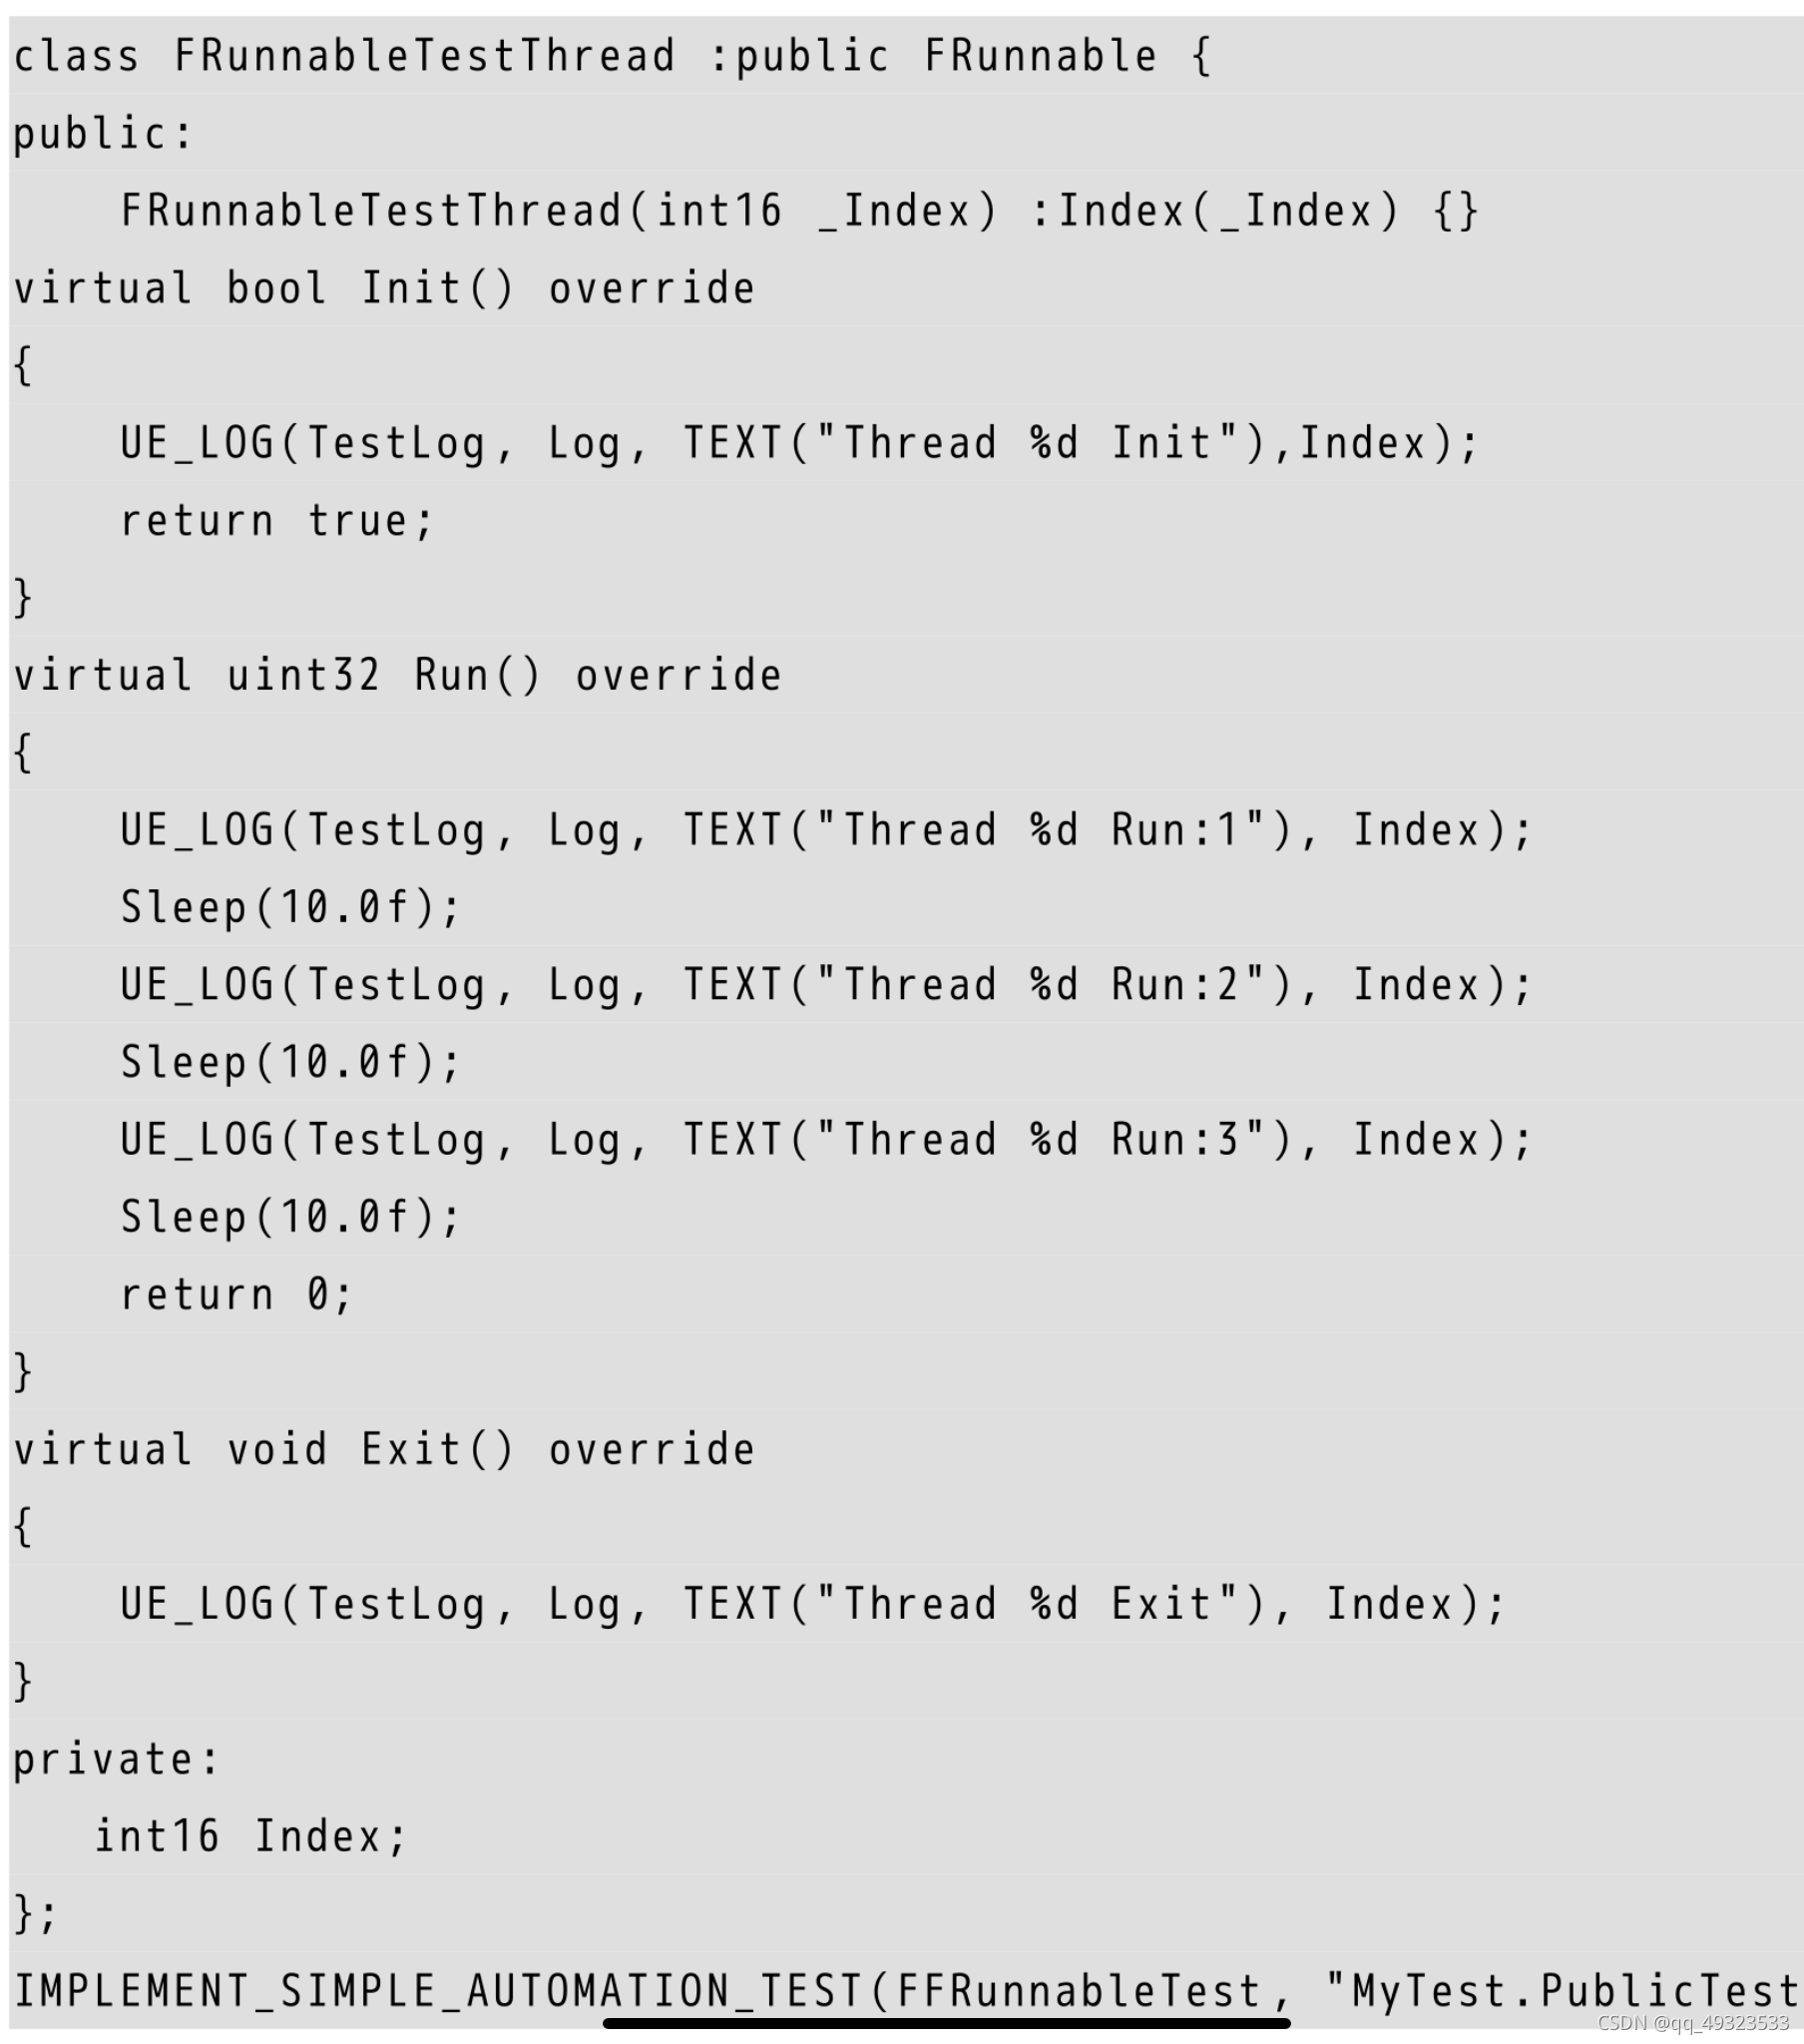 class FRunnableTestThread :public FRunnable {
public:
    FRunnableTestThread(int16 _Index) :Index(_Index) {}
virtual bool Init() override
{
    UE_LOG(TestLog, Log, TEXT("Thread %d Init"),Index);
    return true;
}
virtual uint32 Run() override
{
    UE_LOG(TestLog, Log, TEXT("Thread %d Run:1"), Index);
    Sleep(10.0f);
    UE_LOG(TestLog, Log, TEXT("Thread %d Run:2"), Index);
    Sleep(10.0f);
    UE_LOG(TestLog, Log, TEXT("Thread %d Run:3"), Index);
    Sleep(10.0f);
    return 0;
}
virtual void Exit() override
{
    UE_LOG(TestLog, Log, TEXT("Thread %d Exit"), Index);
}
private:
   int16 Index;
};
IMPLEMENT_SIMPLE_AUTOMATION_TEST(FFRunnableTest, "MyTest.PublicTest
CSDN @qq_49323533